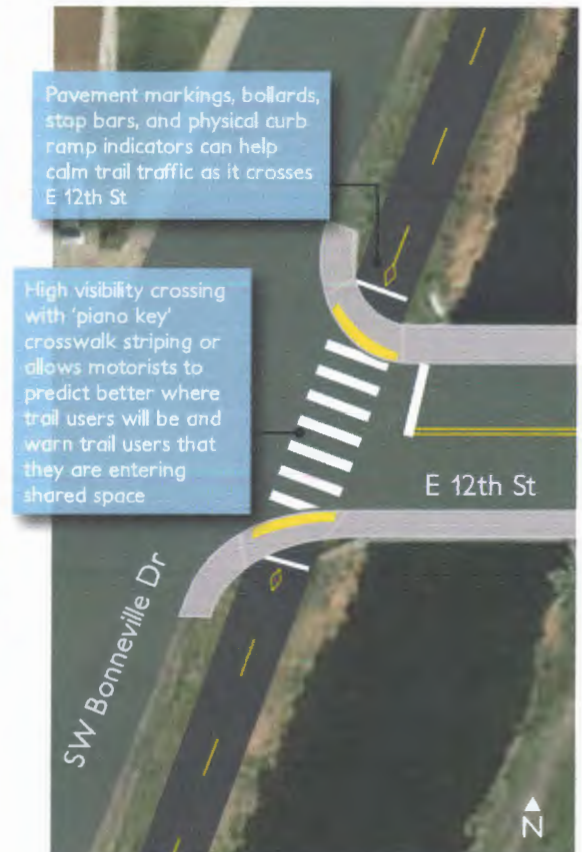 Pavement markings, bollards,
stop bars, and physical curb
ramp indicators can help
calm trail traffic as it crosses
E 12th St
High visibility crossing
with 'piano key'
crosswalk striping or
allows motorists to
predict better where
trail users will be and
warn trail users that
they are entering
shared space
E 12th St
SW Bonneville Dr
N